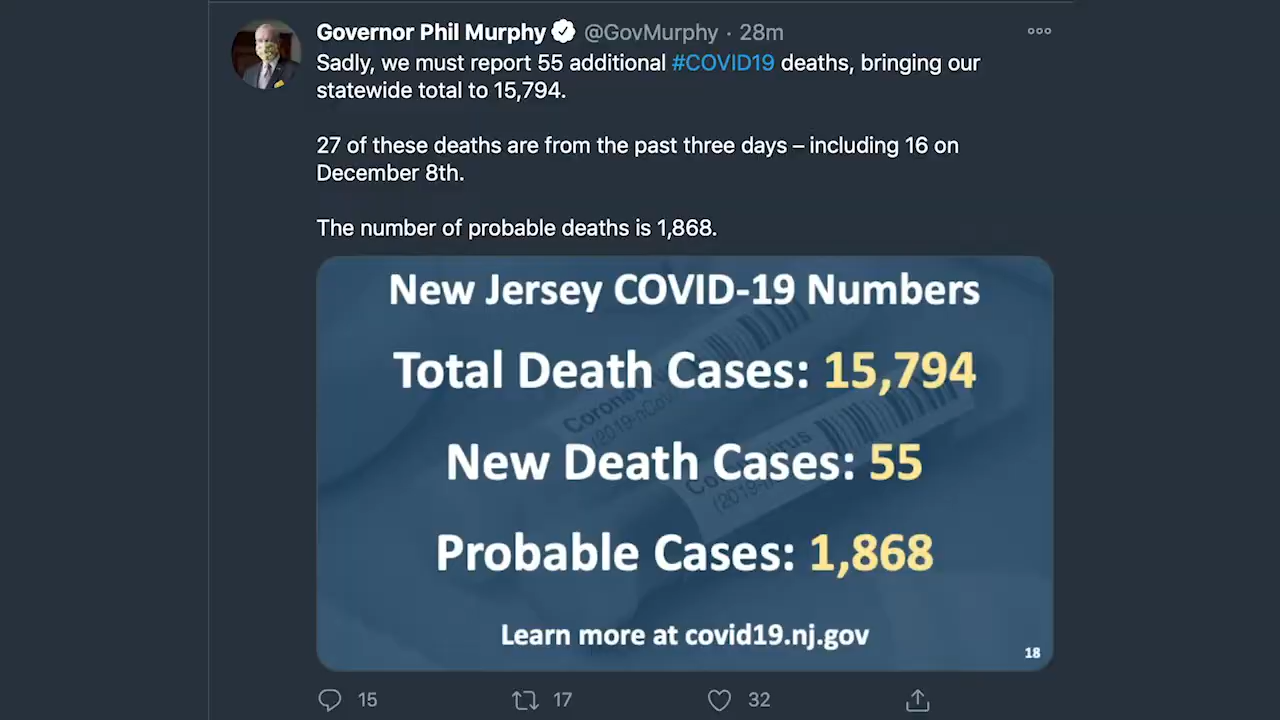 Governor Phil Murphy @GovMurphy · 28m
Sadly, we must report 55 additional #COVID19 deaths, bringing our
statewide total to 15,794.
27 of these deaths are from the past three days – including 16 on
December 8th.
The number of probable deaths is 1,868.
New Jersey COVID-19 Numbers
Total Death Cases: 15,794
New Death Cases: 55
Probable Cases: 1,868
Learn more at covid19.nj.gov
18
15 17 32